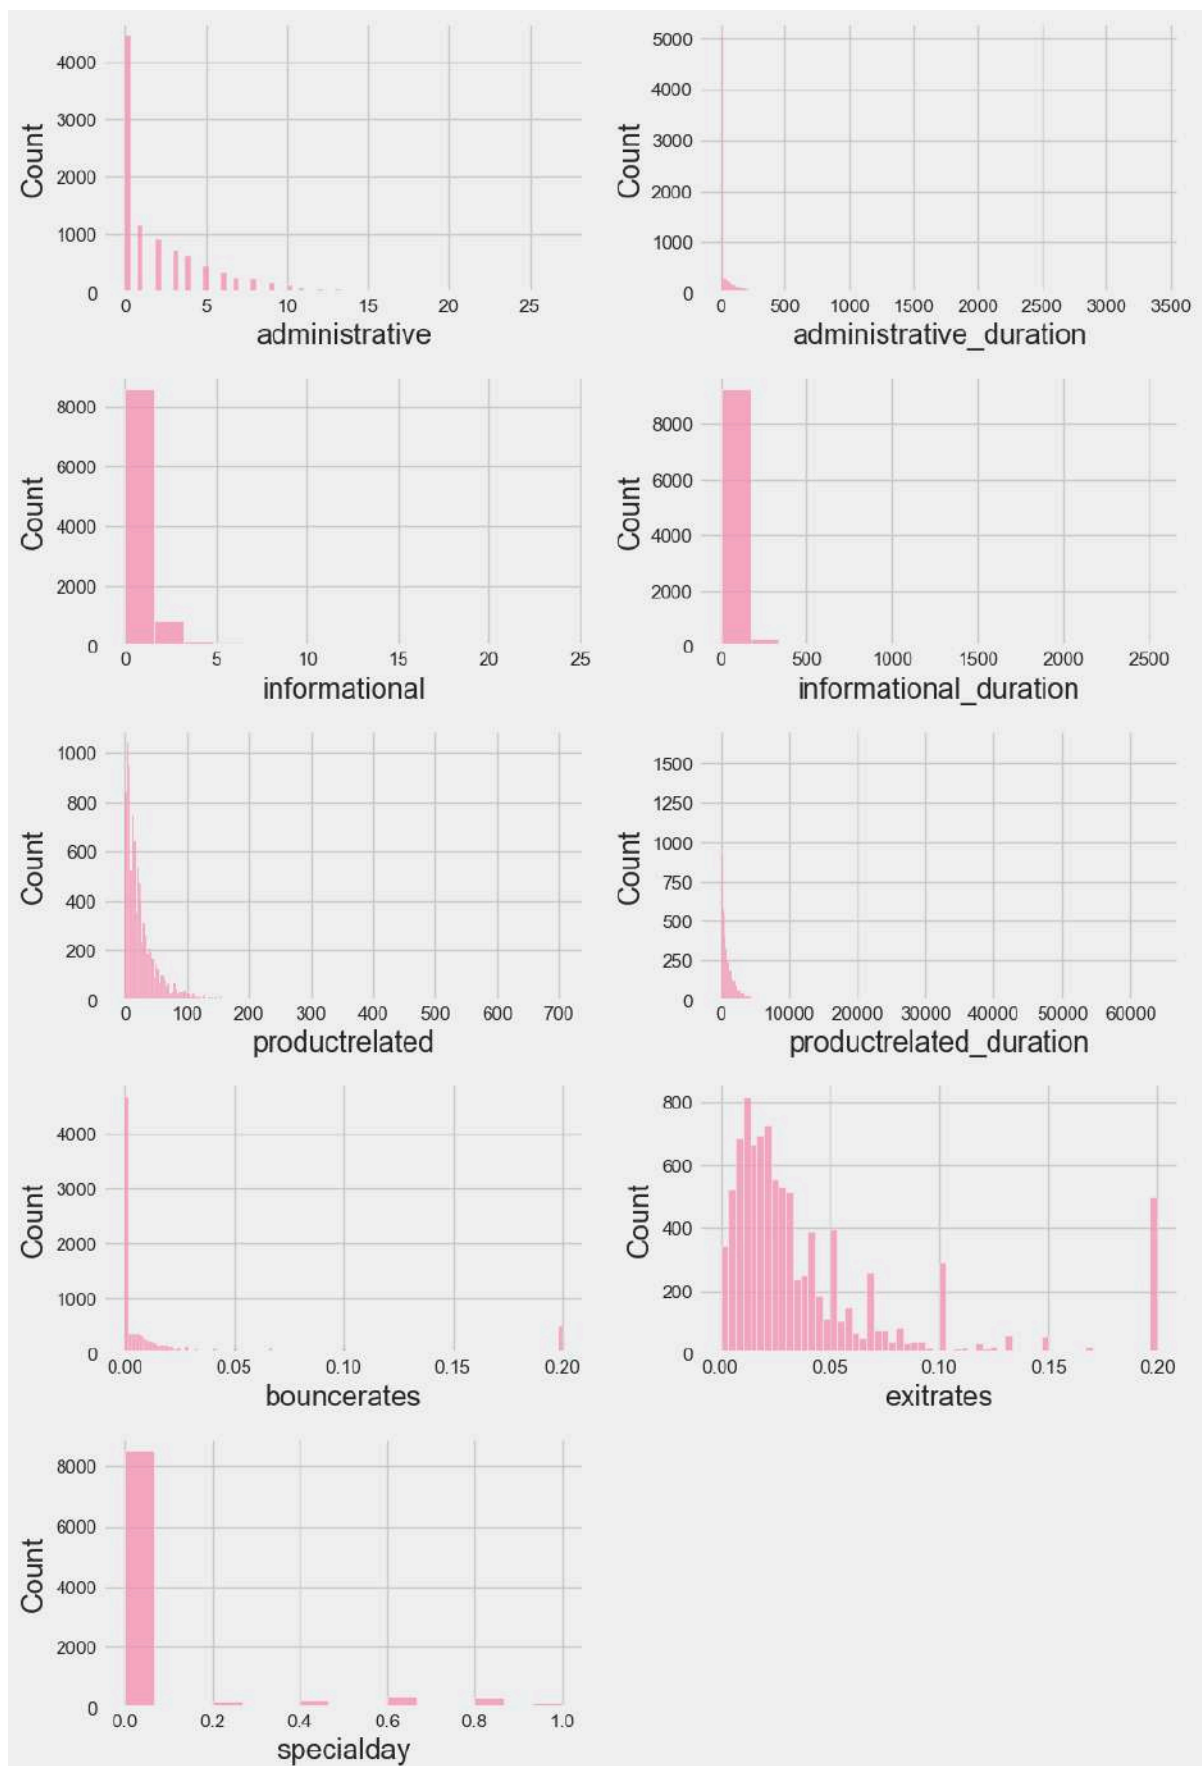 4000
3000
2000
1000
0
Count
0 5 10 15 20 25
administrative
5000
4000
3000
2000
1000
0
Count
0 500 1000 1500 2000 2500 3000 3500
administrative_duration
8000
6000
4000
2000
0
Count
0 5 10 15 20 25
informational
8000
6000
4000
2000
0
Count
0 500 1000 1500 2000 2500
informational_duration
1000
800
600
400
200
0
Count
0 100 200 300 400 500 600 700
productrelated
1500
1250
1000
750
500
250
0
Count
0 10000 20000 30000 40000 50000 60000
productrelated_duration
4000
3000
2000
1000
0
Count
0.00 0.05 0.10 0.15 0.20
bouncerates
800
600
400
200
0
Count
0.00 0.05 0.10 0.15 0.20
exitrates
8000
6000
4000
2000
0
Count
0.0 0.2 0.4 0.6 0.8 1.0
specialday